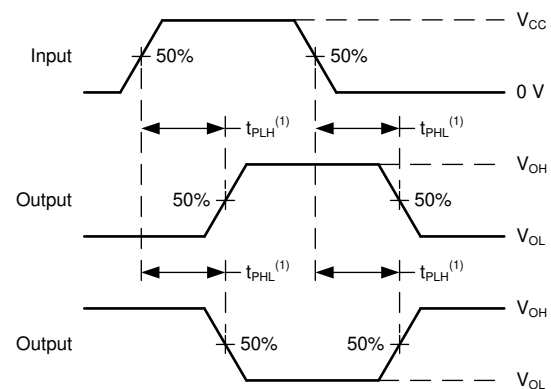 V_CC
Input
50%
50%
0 V
t_PLH^(1)
t_PHL^(1)
V_OH
Output
50%
50%
V_OL
t_PHL^(1)
t_PLH^(1)
V_OH
Output
50%
50%
V_OL